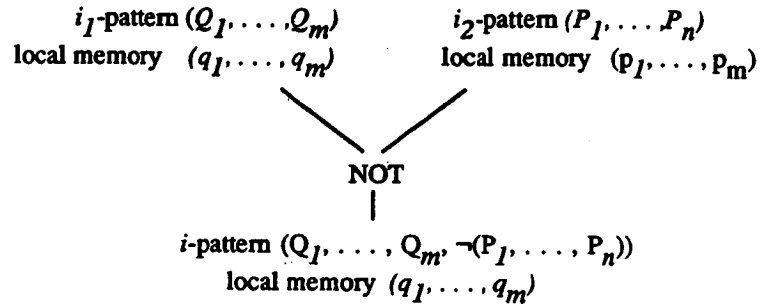 i₁-pattern (Q₁, . . . , Qₘ)
i₂-pattern (P₁, . . . , Pₙ)
local memory (q₁, . . . , qₘ)
local memory (p₁, . . . , pₘ)
NOT
i-pattern (Q₁, . . . , Qₘ, ¬(P₁, . . . , Pₙ))
local memory (q₁, . . . , qₘ)